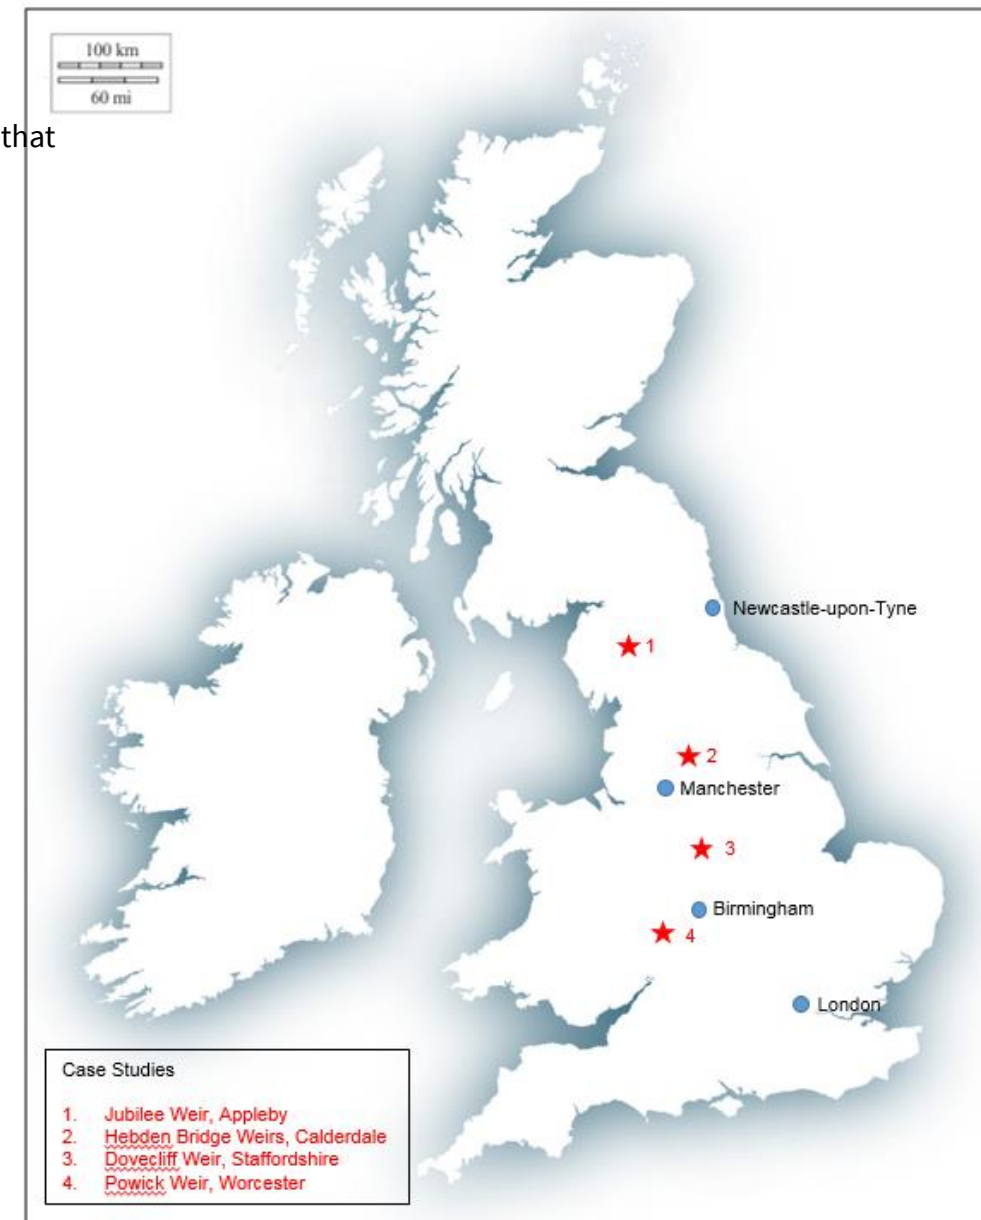 100 km
60 mi
that
Newcastle-upon-Tyne
1
2
Manchester
3
Birmingham
4
London
Case Studies
1. Jubilee Weir, Appleby
2. Hebden Bridge Weirs, Calderdale
3. Dovecliff Weir, Staffordshire
4. Powick Weir, Worcester